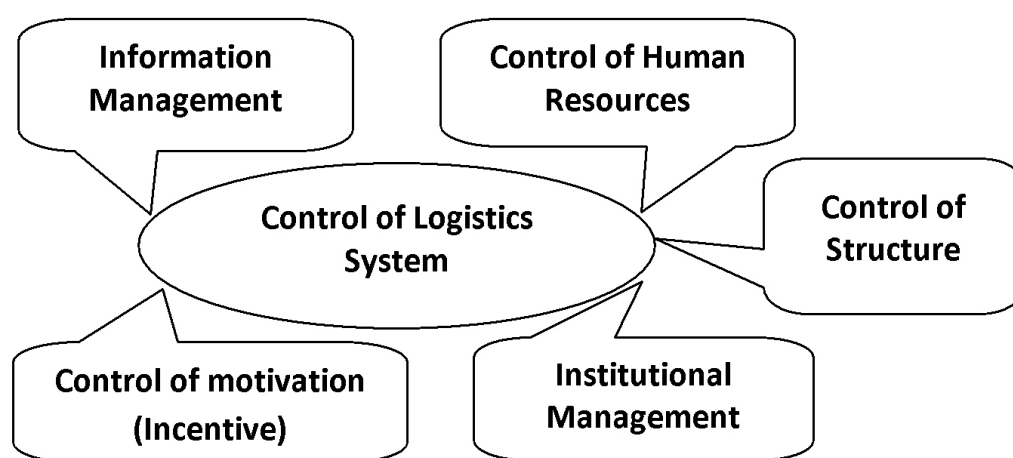 Information
Management
Control of Human
Resources
Control of Logistics
System
Control of
Structure
Control of motivation
(Incentive)
Institutional
Management